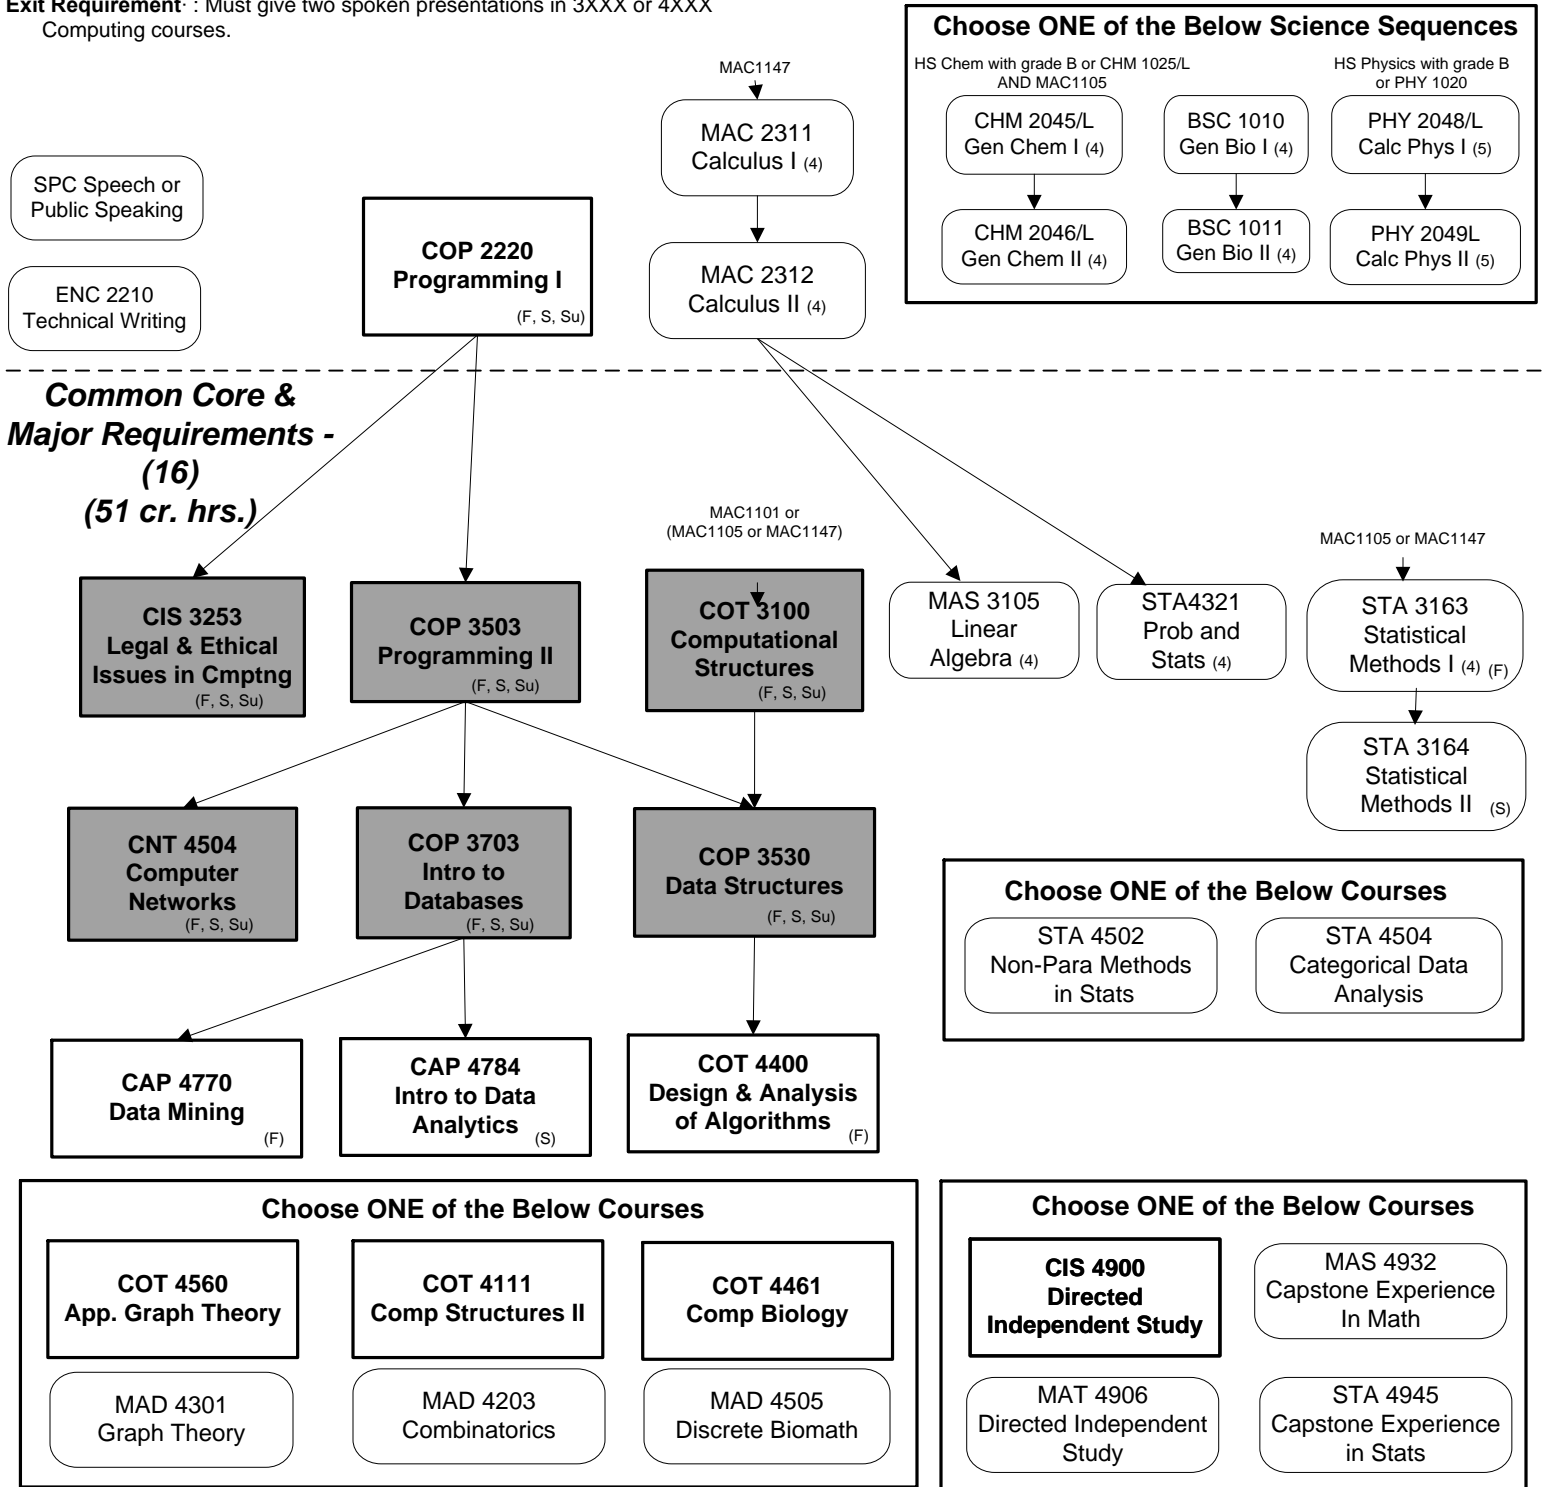 Exit Requirement· : Must give two spoken presentations in 3XXX or 4XXX
Computing courses.
Choose ONE of the Below Science Sequences
HS Chem with grade B or CHM 1025/L
AND MAC1105
HS Physics with grade B
or PHY 1020
CHM 2045/L
Gen Chem I (4)
BSC 1010
Gen Bio I (4)
PHY 2048/L
Calc Phys I (5)
CHM 2046/L
Gen Chem II (4)
BSC 1011
Gen Bio II (4)
PHY 2049L
Calc Phys II (5)
MAC1147
MAC 2311
Calculus I (4)
MAC 2312
Calculus II (4)
SPC Speech or
Public Speaking
ENC 2210
Technical Writing
COP 2220
Programming I
(F, S, Su)
Common Core &
Major Requirements -
(16)
(51 cr. hrs.)
MAC1101 or
(MAC1105 or MAC1147)
MAC1105 or MAC1147
CIS 3253
Legal & Ethical
Issues in Cmptng
(F, S, Su)
COP 3503
Programming II
(F, S, Su)
COT 3100
Computational
Structures
(F, S, Su)
MAS 3105
Linear
Algebra (4)
STA4321
Prob and
Stats (4)
STA 3163
Statistical
Methods I (4) (F)
STA 3164
Statistical
Methods II (S)
CNT 4504
Computer
Networks
(F, S, Su)
COP 3703
Intro to
Databases
(F, S, Su)
COP 3530
Data Structures
(F, S, Su)
Choose ONE of the Below Courses
STA 4502
Non-Para Methods
in Stats
STA 4504
Categorical Data
Analysis
CAP 4770
Data Mining
(F)
CAP 4784
Intro to Data
Analytics (S)
COT 4400
Design & Analysis
of Algorithms
(F)
Choose ONE of the Below Courses
COT 4560
App. Graph Theory
COT 4111
Comp Structures II
COT 4461
Comp Biology
MAD 4301
Graph Theory
MAD 4203
Combinatorics
MAD 4505
Discrete Biomath
Choose ONE of the Below Courses
CIS 4900
Directed
Independent Study
MAS 4932
Capstone Experience
In Math
MAT 4906
Directed Independent
Study
STA 4945
Capstone Experience
in Stats